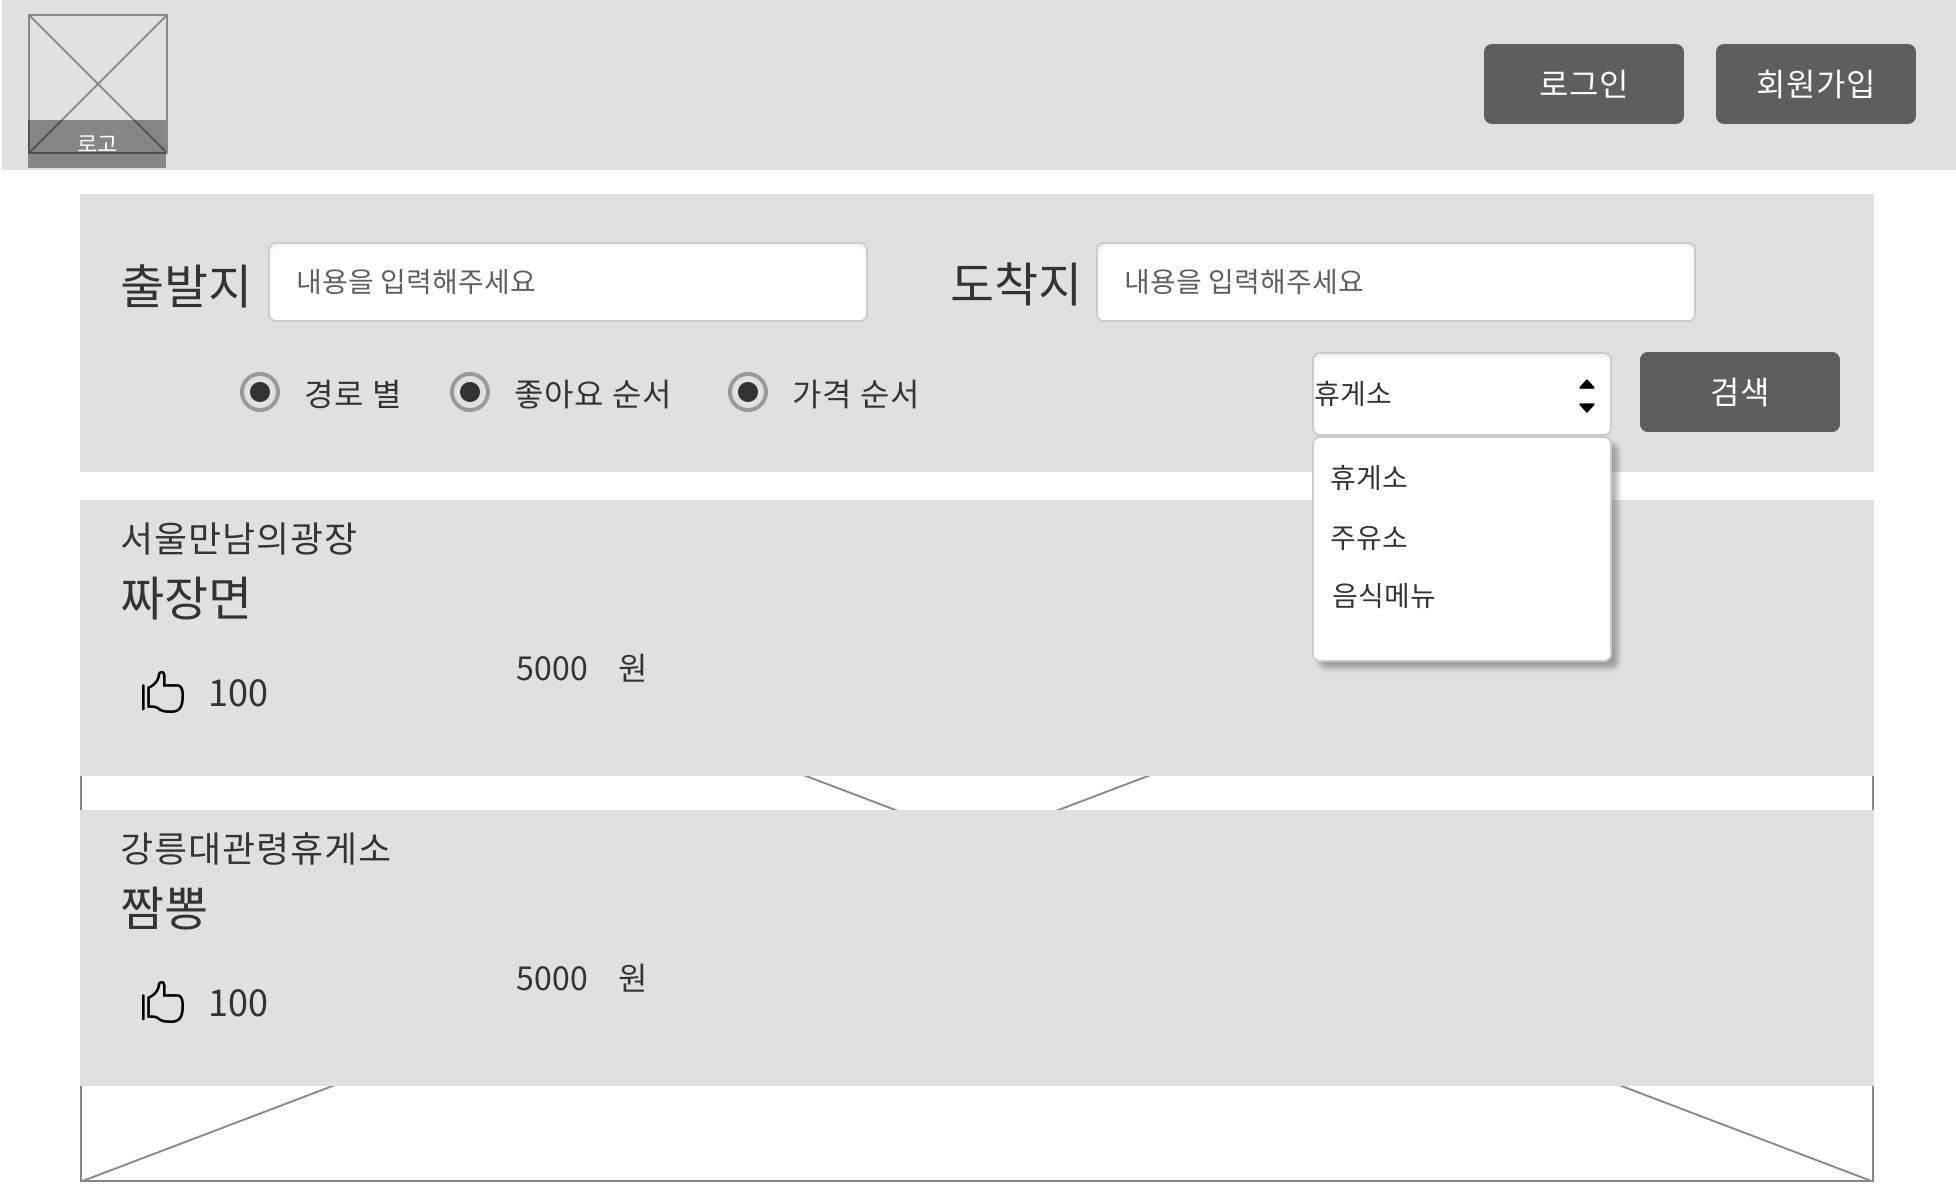 로고
로그인
회원가입
출발지
내용을 입력해주세요
도착지
내용을 입력해주세요
경로 별
좋아요 순서
가격 순서
휴게소
검색
휴게소
주유소
음식메뉴
서울만남의광장
짜장면
5000 원
100
강릉대관령휴게소
짬뽕
5000 원
100